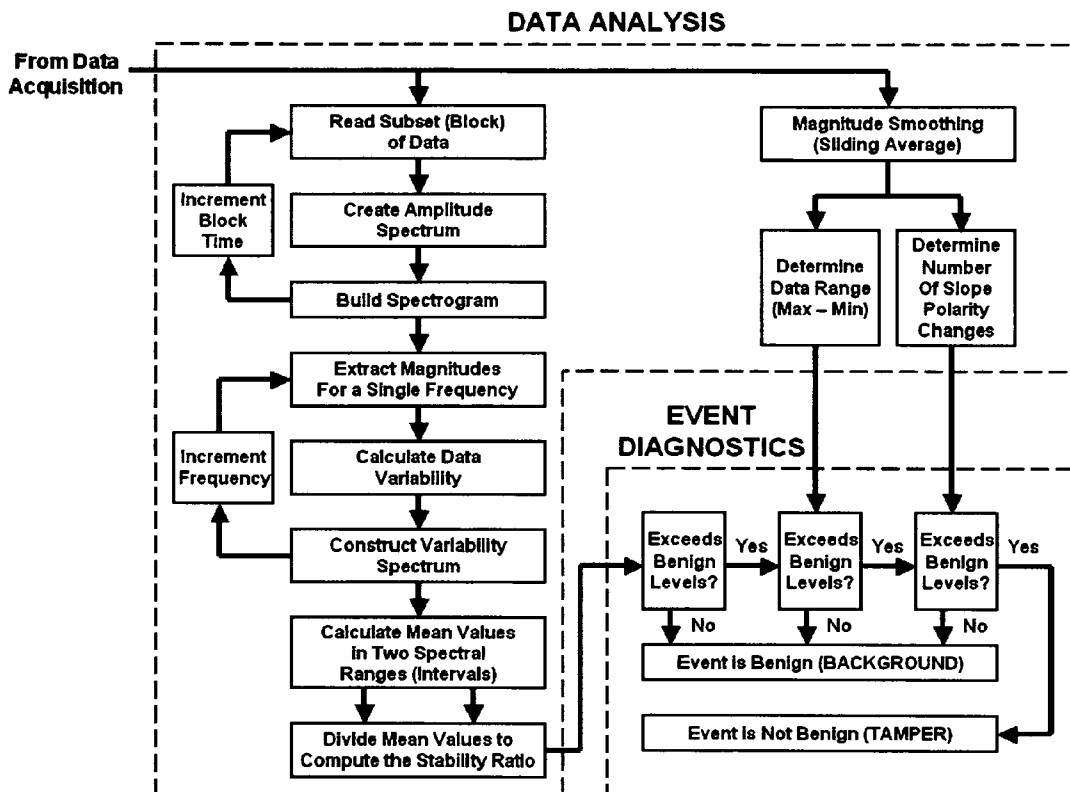 DATA ANALYSIS
From Data
Acquisition
Read Subset (Block)
of Data
Increment
Block
Time
Create Amplitude
Spectrum
Build Spectrogram
Extract Magnitudes
For a Single Frequency
Increment
Frequency
Calculate Data
Variability
Construct Variability
Spectrum
Calculate Mean Values
in Two Spectral
Ranges (Intervals)
Divide Mean Values to
Compute the Stability Ratio
Magnitude Smoothing
(Sliding Average)
Determine
Data Range
(Max – Min)
Determine
Number
Of Slope
Polarity
Changes
EVENT
DIAGNOSTICS
Exceeds
Benign
Levels?
Yes
Exceeds
Benign
Levels?
Yes
Exceeds
Benign
Levels?
Yes
No
No
No
Event is Benign (BACKGROUND)
Event is Not Benign (TAMPER)